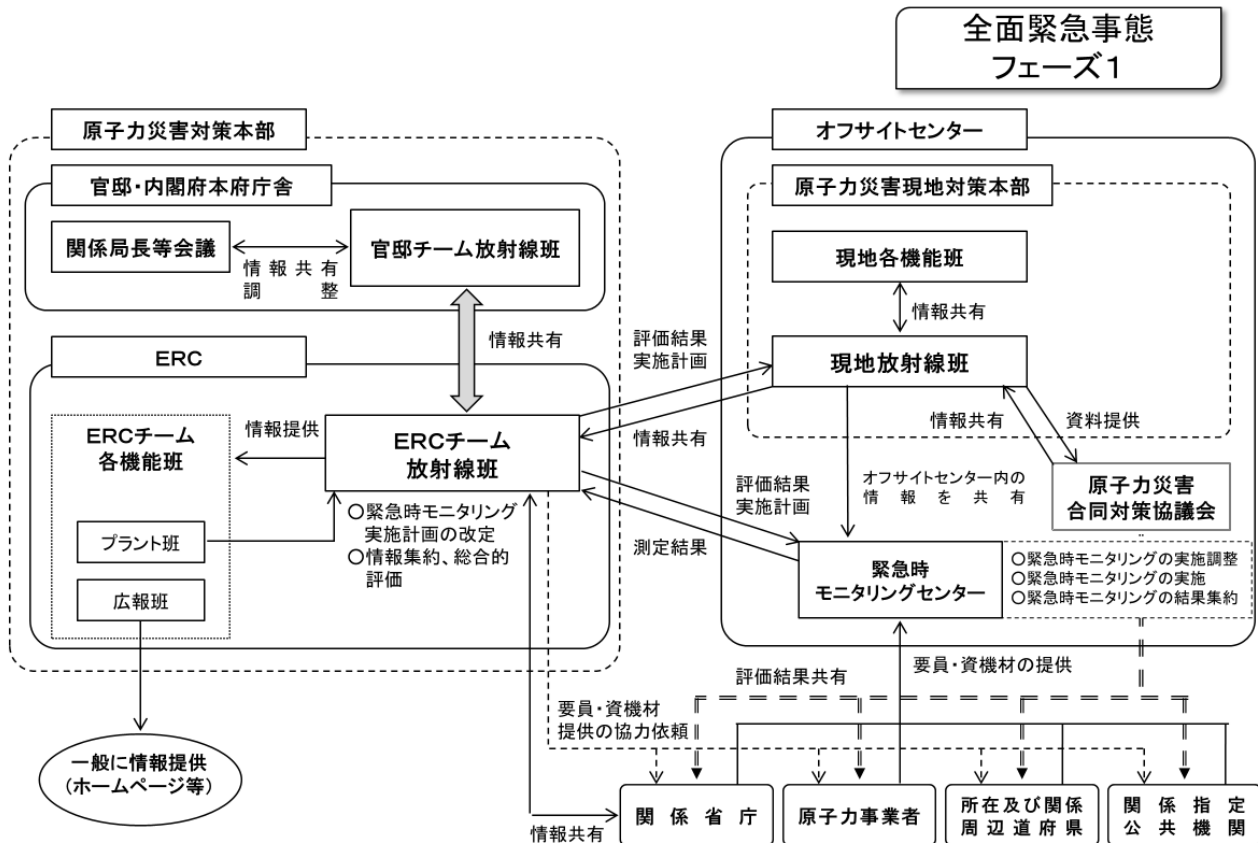 全面緊急事態
フェーズ1
原子力災害対策本部
官邸・内閣府本府庁舎
関係局長等会議
情報共有
調整
官邸チーム放射線班
情報共有
ERC
ERCチーム
各機能班
情報提供
ERCチーム
放射線班
プラント班
広報班
○緊急時モニタリング
実施計画の改定
○情報集約、総合的
評価
一般に情報提供
(ホームページ等)
評価結果
実施計画
情報共有
評価結果
実施計画
測定結果
オフサイトセンター
原子力災害現地対策本部
現地各機能班
情報共有
現地放射線班
情報共有
資料提供
オフサイトセンター内の
情報を共有
原子力災害
合同対策協議会
緊急時
モニタリングセンター
○緊急時モニタリングの実施調整
○緊急時モニタリングの実施
○緊急時モニタリングの結果集約
評価結果共有
要員・資機材の提供
要員・資機材
提供の協力依頼
情報共有
関係省庁
原子力事業者
所在及び関係
周辺道府県
関係指定
公共機関